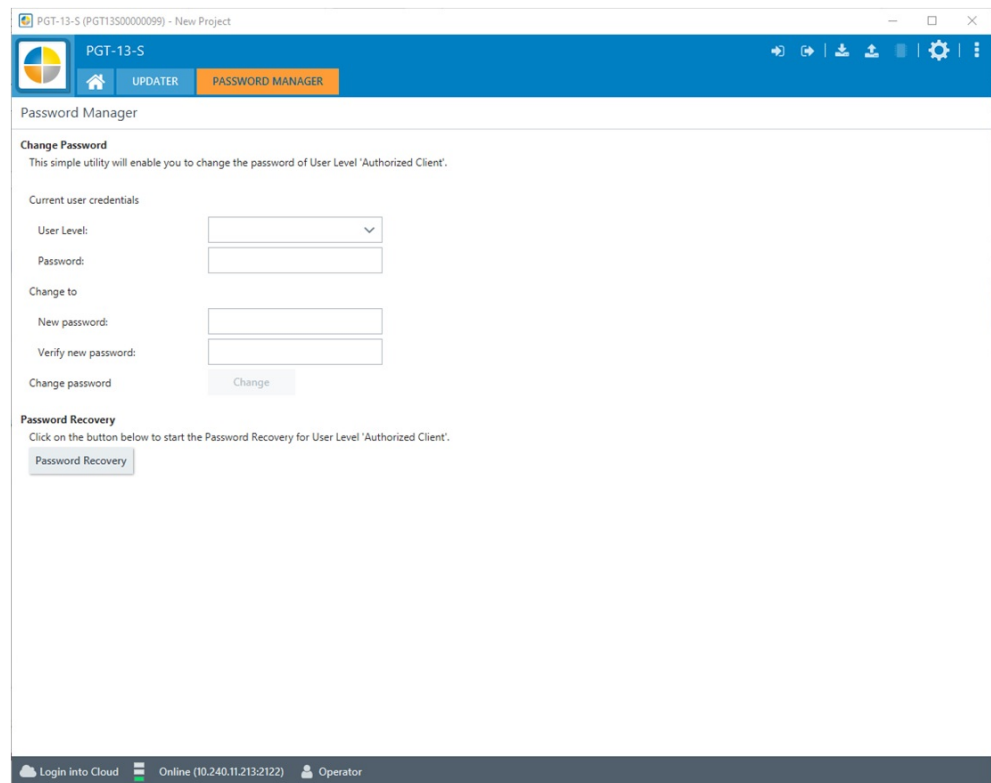 PGT-13-S (PGT13S00000099) - New Project
PGT-13-S
UPDATER
PASSWORD MANAGER
Password Manager
Change Password
This simple utility will enable you to change the password of User Level 'Authorized Client'.
Current user credentials
User Level:
Password:
Change to
New password:
Verify new password:
Change password
Change
Password Recovery
Click on the button below to start the Password Recovery for User Level 'Authorized Client'.
Password Recovery
Login into Cloud
Online (10.240.11.213:2122)
Operator